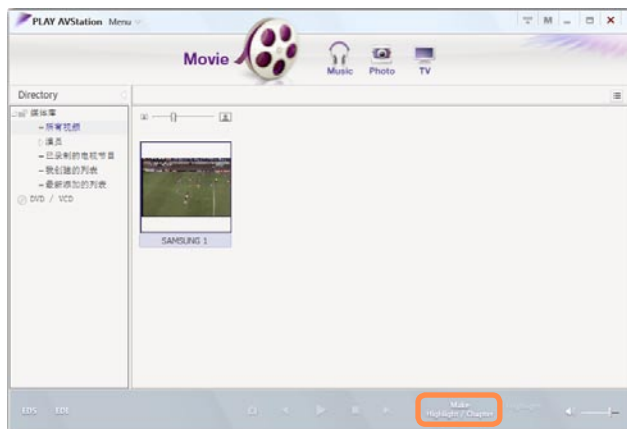 PLAY AVStation Menu
M
Movie
Music
Photo
TV
Directory
媒体库
所有视频
演员
已录制的电视节目
我创建的列表
最新添加的列表
DVD / VCD
SAMSUNG 1
EDS
EDI
Make
Highlight / Chapter